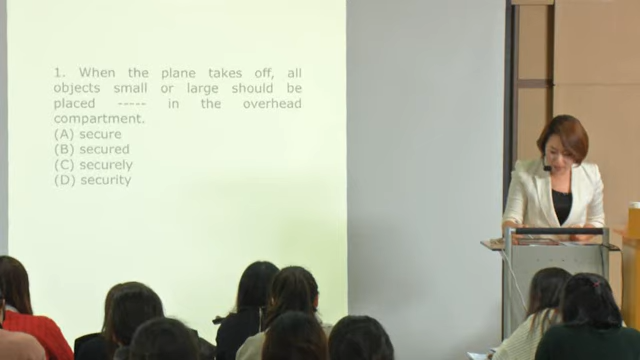 1. When the plane takes off, all
objects small or large should be
placed ----- in the overhead
compartment.
(A) secure
(B) secured
(C) securely
(D) security